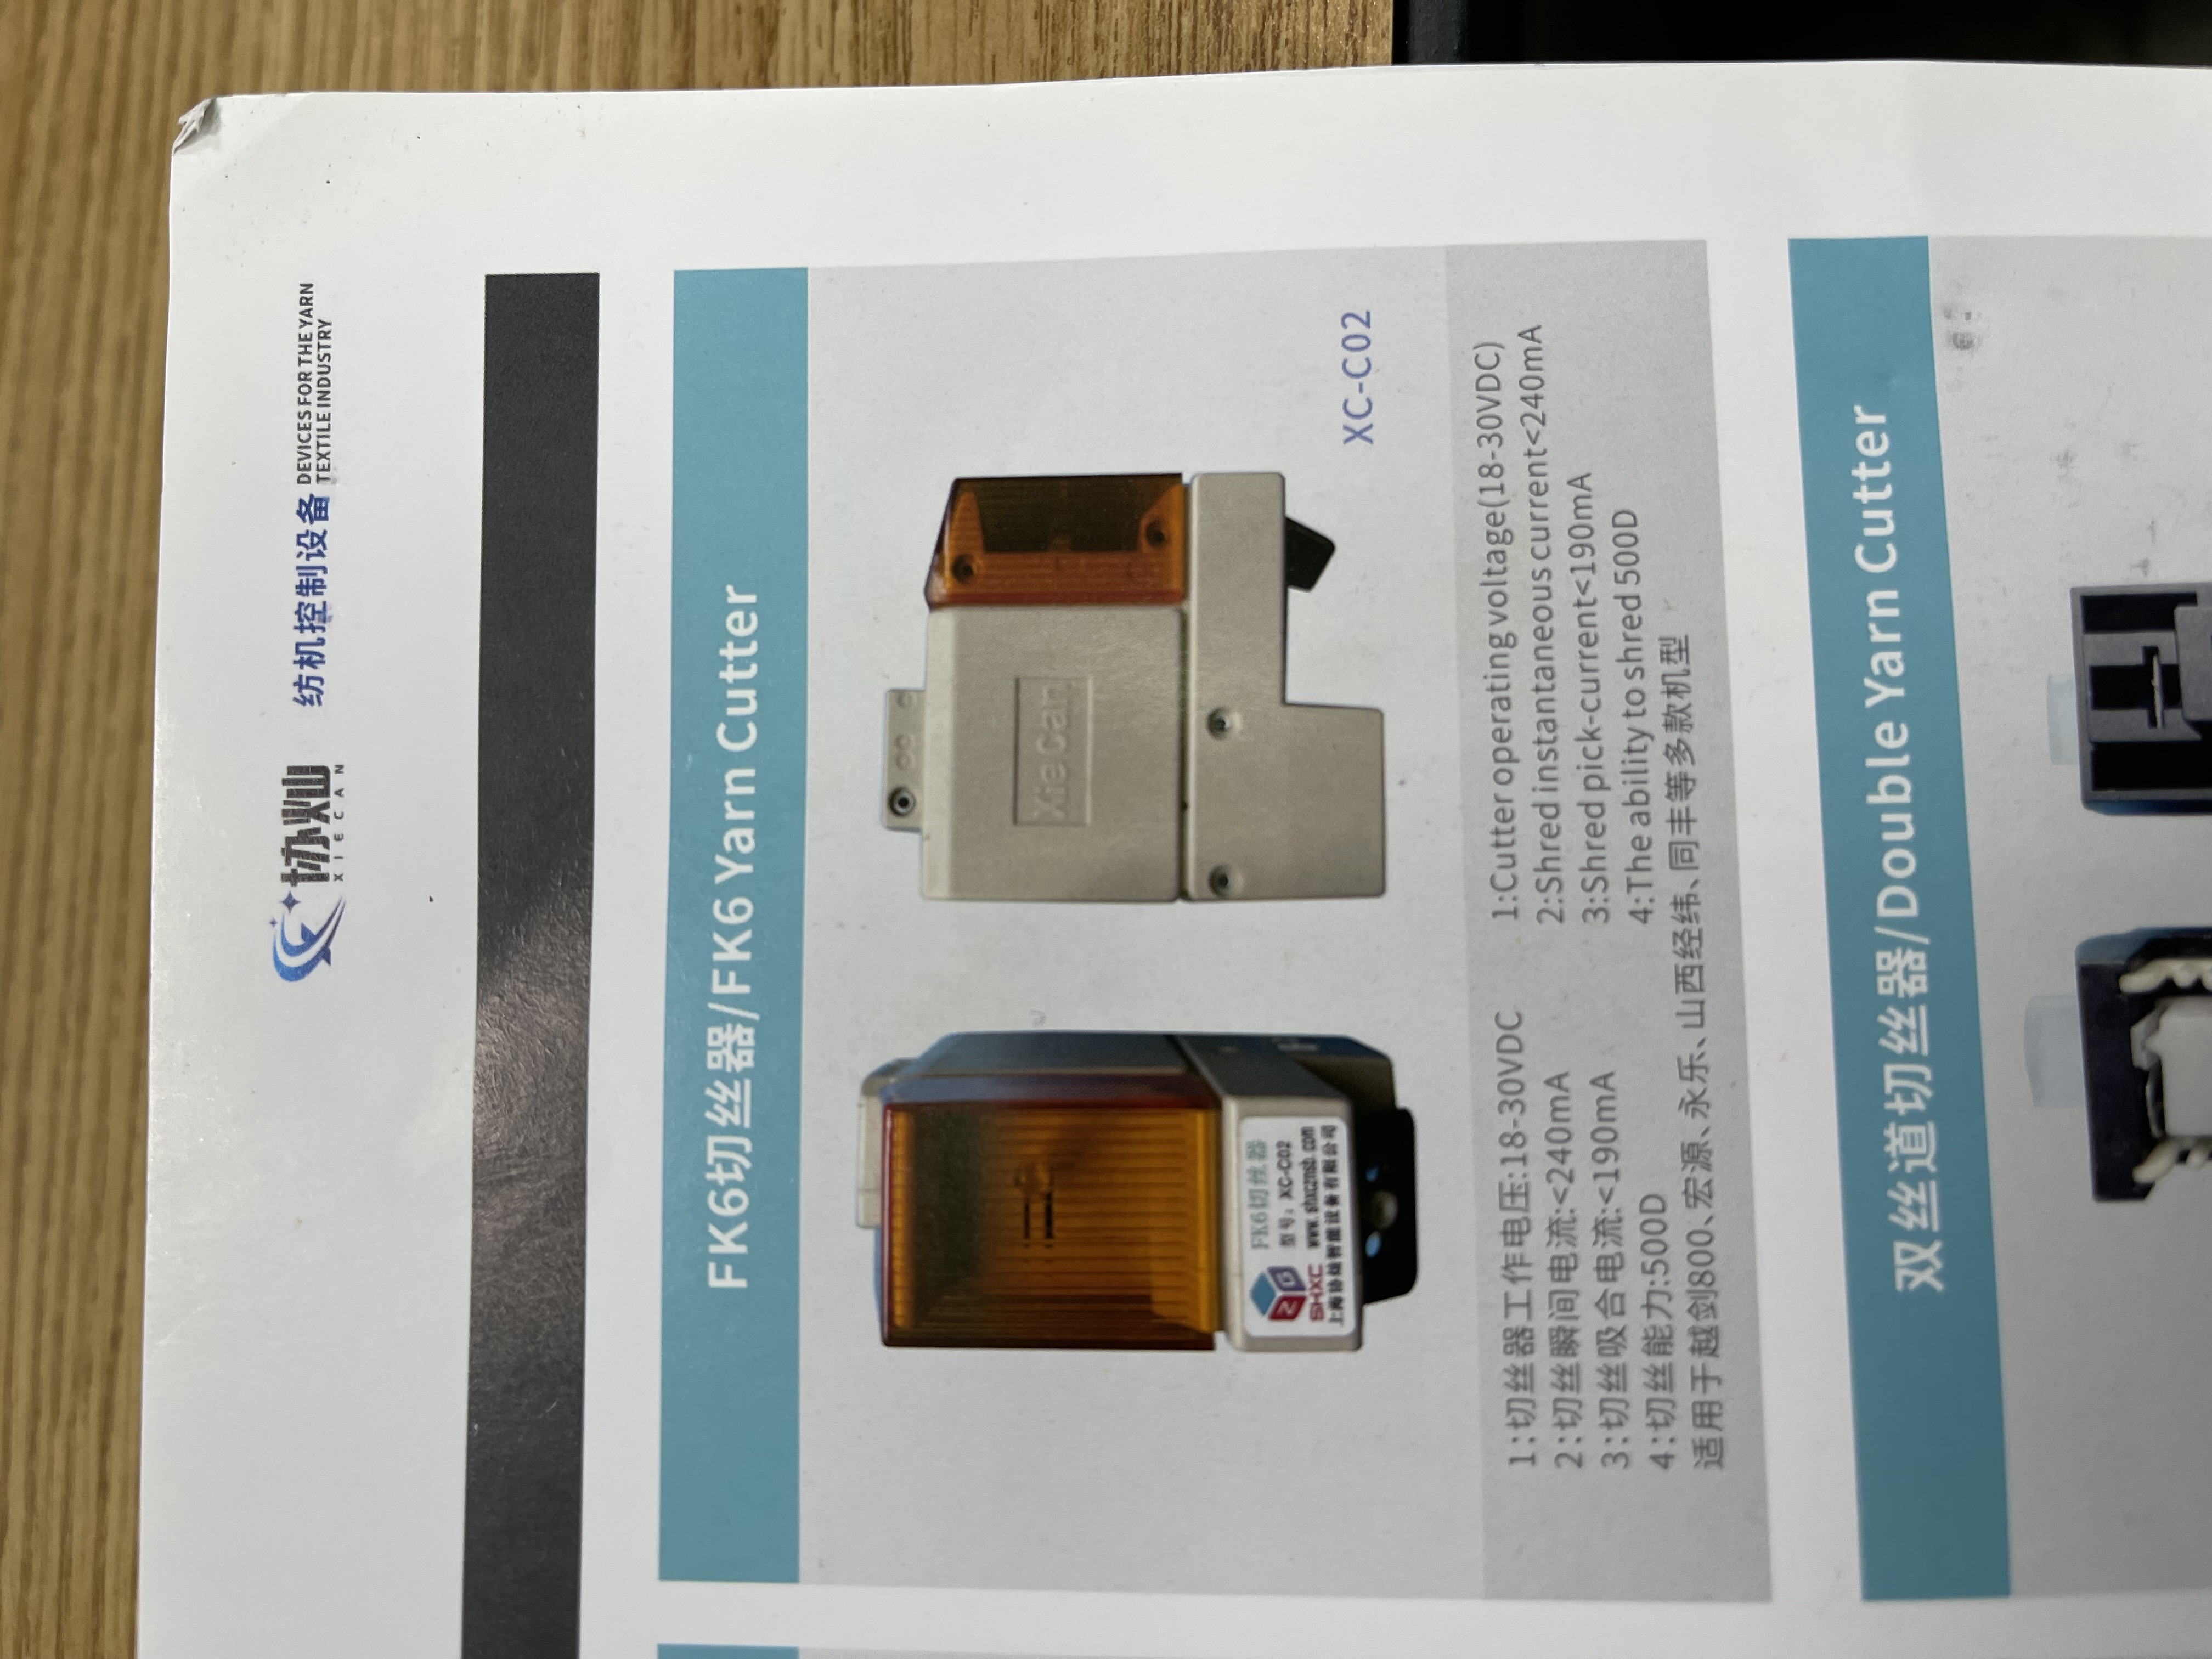 协灿
XIECAN
纺机控制设备
DEVICES FOR THE YARN
TEXTILE INDUSTRY
FK6切丝器/FK6 Yarn Cutter
Xie Can
FK6切丝器
型号：XC-C02
SHXC
www.shxcznsb.com
上海协灿智能设备有限公司
XC-C02
1:切丝器工作电压:18-30VDC
2:切丝瞬间电流:<240mA
3:切丝吸合电流:<190mA
4:切丝能力:500D
1:Cutter operating voltage(18-30VDC)
2:Shred instantaneous current<240mA
3:Shred pick-current<190mA
4:The ability to shred 500D
适用于越剑800、宏源、永乐、山西经纬、同丰等多款机型
双丝道切丝器/Double Yarn Cutter